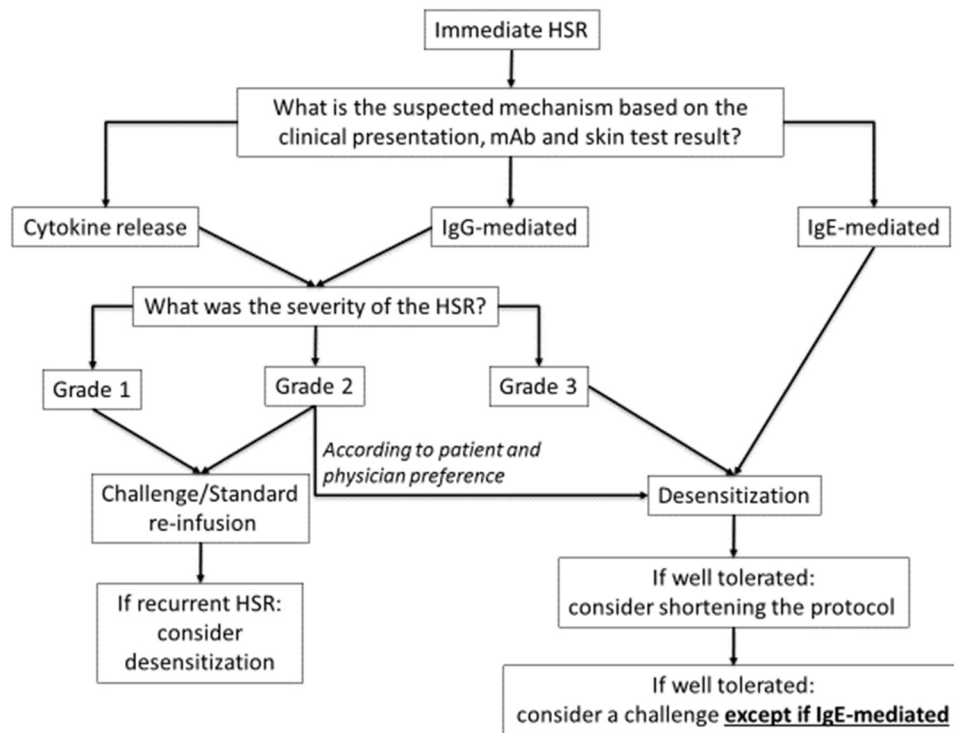 Immediate HSR
What is the suspected mechanism based on the
clinical presentation, mAb and skin test result?
Cytokine release
IgG-mediated
IgE-mediated
What was the severity of the HSR?
Grade 1
Grade 2
Grade 3
According to patient and
physician preference
Challenge/Standard
re-infusion
Desensitization
If recurrent HSR:
consider
desensitization
If well tolerated:
consider shortening the protocol
If well tolerated:
consider a challenge except if IgE-mediated